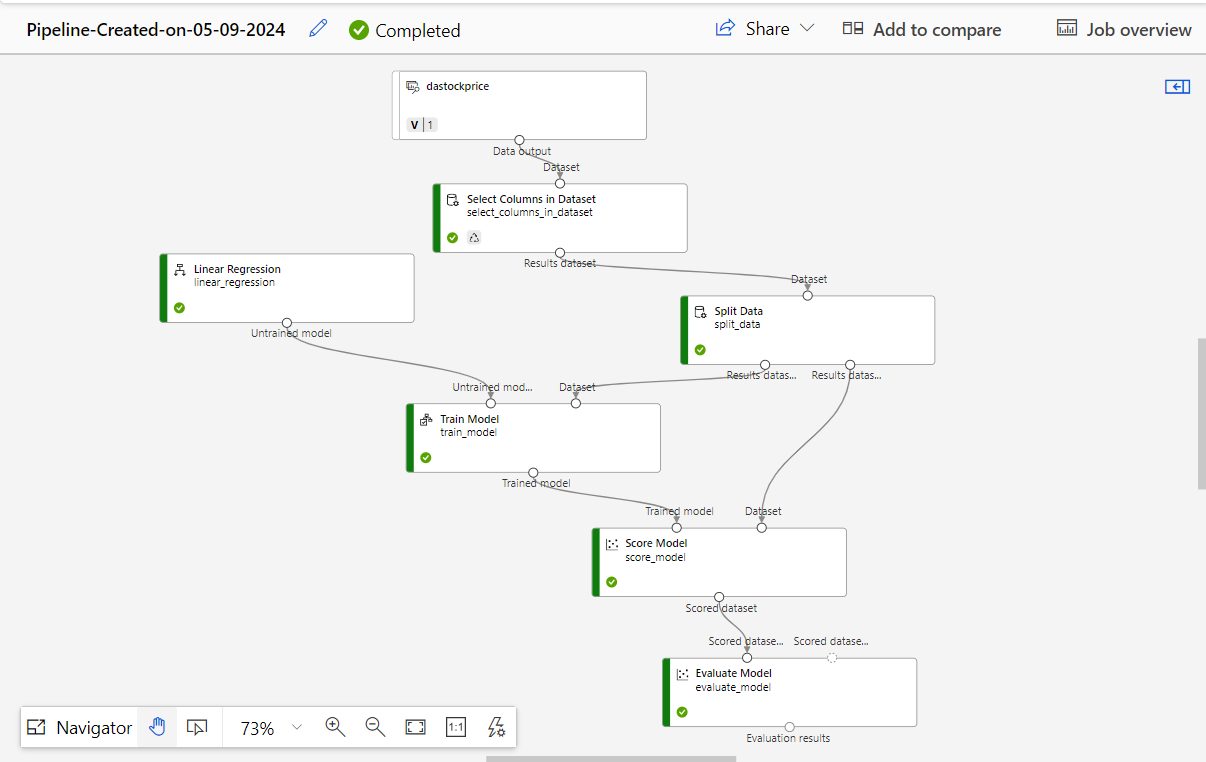 Pipeline-Created-on-05-09-2024
Completed
Share
Add to compare
Job overview
dastockprice
V 1
Data output
Dataset
Select Columns in Dataset
select_columns_in_dataset
Results dataset
Linear Regression
linear_regression
Untrained model
Dataset
Split Data
split_data
Results datas...
Results datas...
Untrained mod...
Dataset
Train Model
train_model
Trained model
Trained model
Dataset
Score Model
score_model
Scored dataset
Scored datase...
Scored datase...
Evaluate Model
evaluate_model
Evaluation results
Navigator
73%
1:1